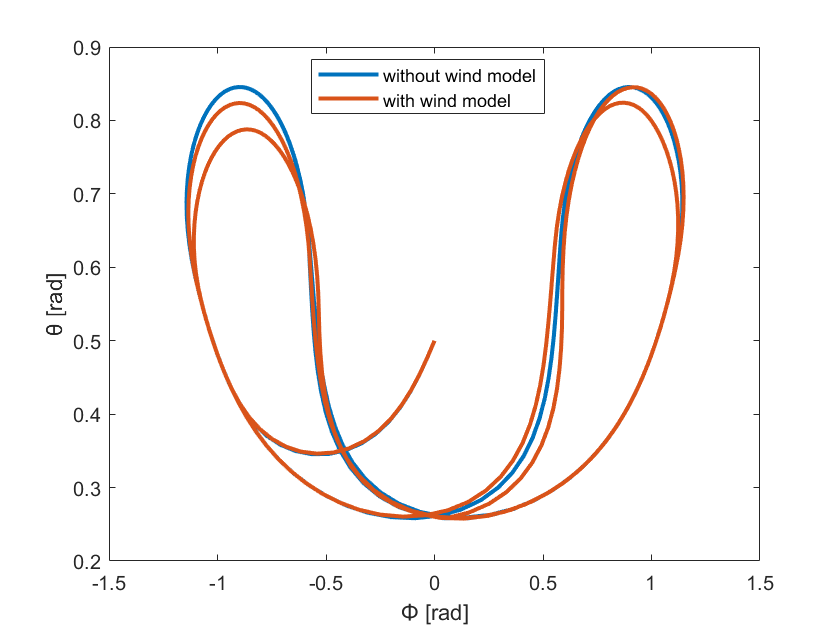 without wind model
with wind model
0.9
0.8
0.7
0.6
0.5
0.4
0.3
0.2
θ [rad]
-1.5 -1 -0.5 0 0.5 1 1.5
Φ [rad]